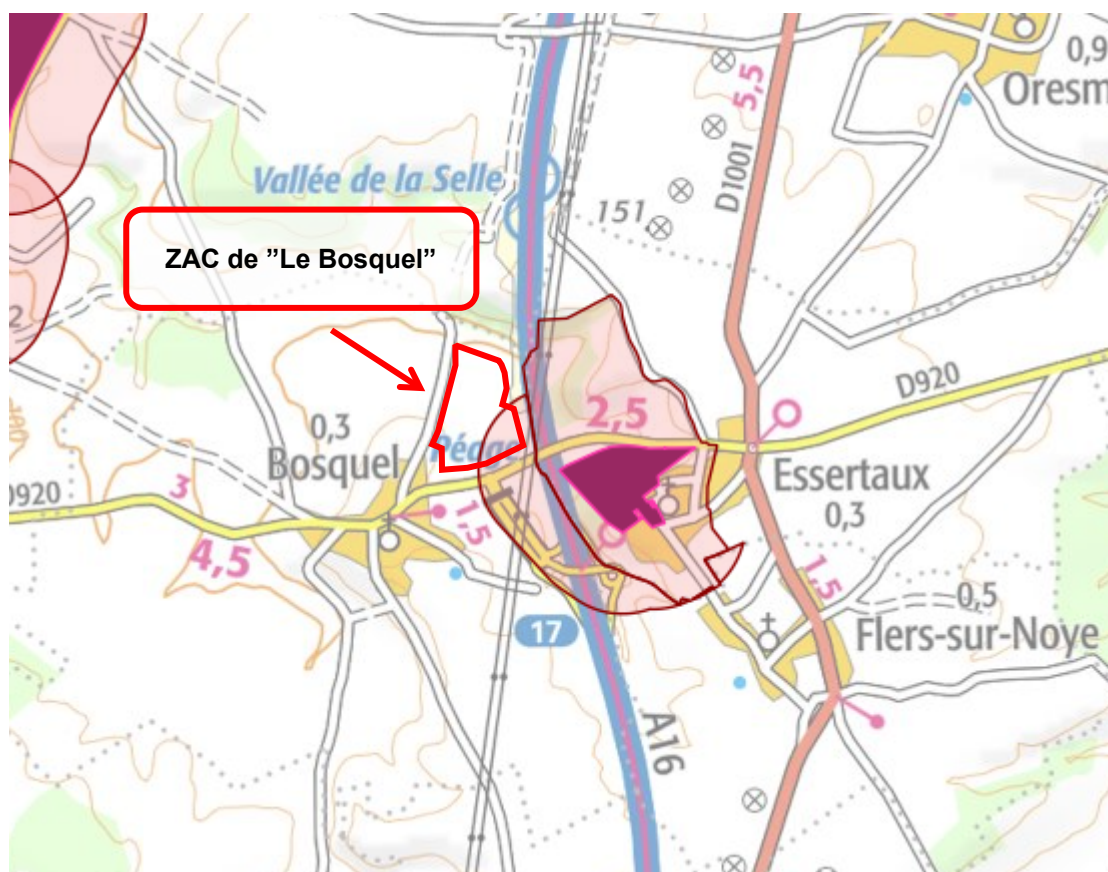 0,9
Oresm
5,5
D1001
Vallée de la Selle
151
ZAC de ”Le Bosquel”
2
D920
2,5
0,3
Péage
Bosquel
Essertaux
D920
3
0,3
1,5
4,5
1,5
0,5
17
Flers-sur-Noye
A16